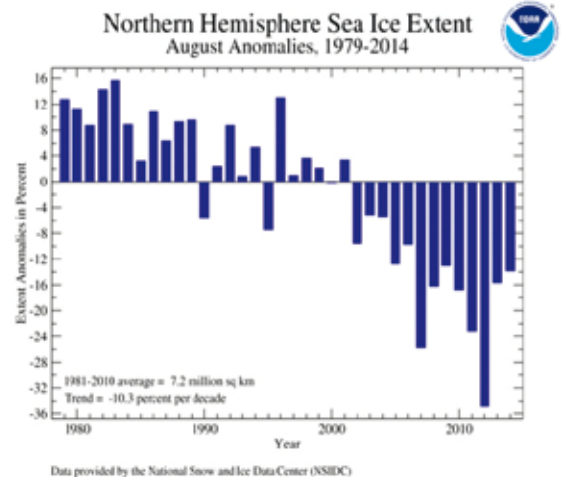 Northern Hemisphere Sea Ice Extent
August Anomalies, 1979-2014
NOAA
16
12
8
4
0
-4
-8
-12
-16
-20
-24
-28
-32
-36
Extent Anomalies in Percent
1981-2010 average = 7.2 million sq km
Trend = -10.3 percent per decade
1980 1990 2000 2010
Year
Data provided by the National Snow and Ice Data Center (NSIDC)